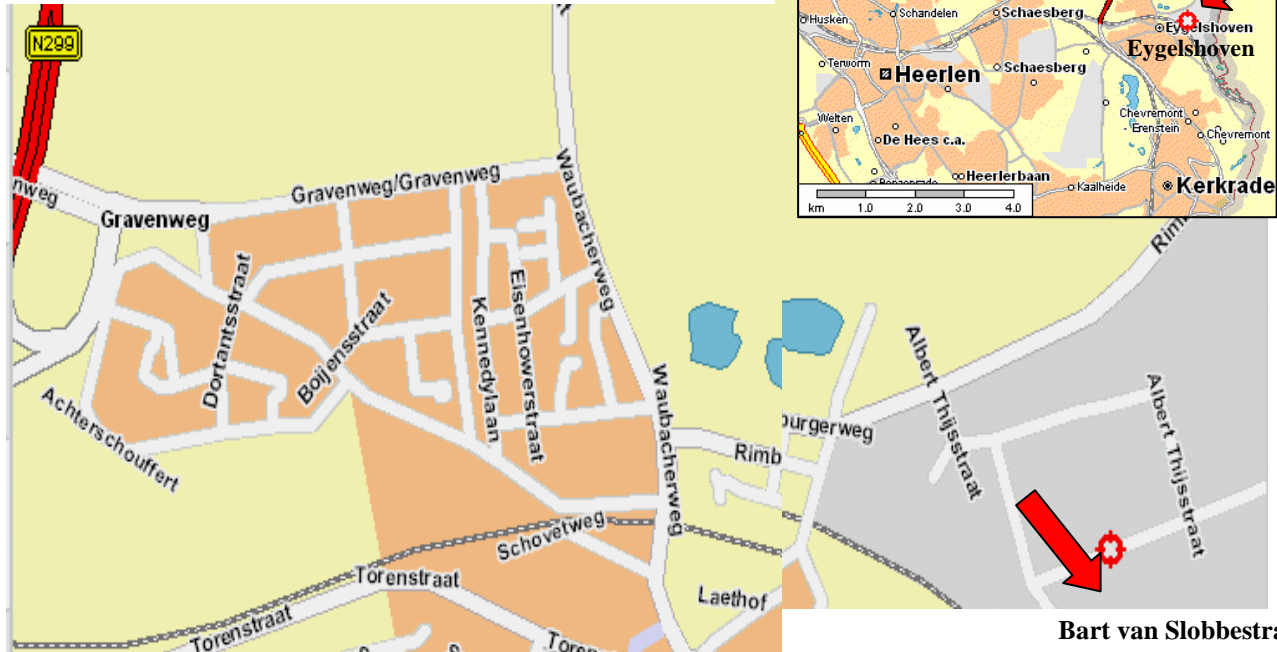 N299
Husken
Schandelen
Schaesberg
Eygelshoven
Eygelshoven
Terworm
Heerlen
Schaesberg
Welten
Chevremont
Erenstein
Chevremont
De Hees c.a.
Heerlerbaan
Kaalheide
Kerkrade
km 1.0 2.0 3.0 4.0
nweg
Gravenweg
Gravenweg/Gravenweg
Waubacherweg
Rim
Dortantsstraat
Boijensstraat
Kennedylaan
Eisenhowerstraat
Waubacherweg
Achterschouffert
Rimb
burgerweg
Albert Thijsstraat
Albert Thijsstraat
Schovetweg
Torenstraat
Torenstraat
Laethof
Toren
Bart van Slobbestra